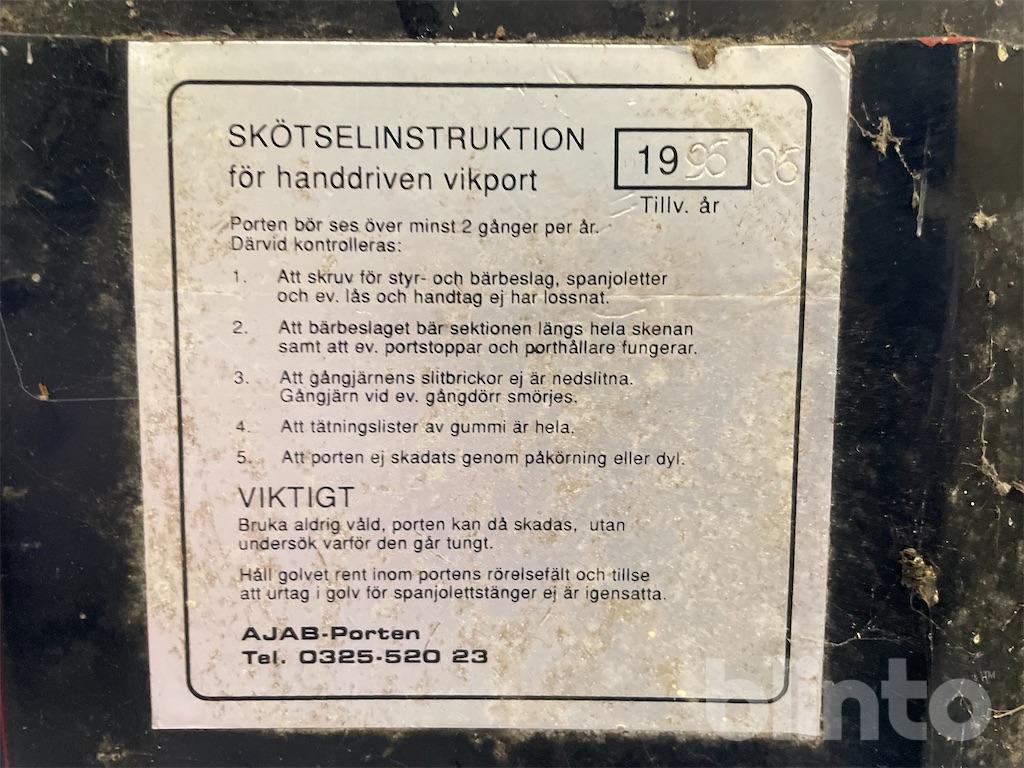 SKÖTSELINSTRUKTION
för handdriven vikport
1995 05
Tillv. år
Porten bör ses över minst 2 gånger per år.
Därvid kontrolleras:
1. Att skruv för styr- och bärbeslag, spanjoletter
och ev. lås och handtag ej har lossnat.
2. Att bärbeslaget bär sektionen längs hela skenan
samt att ev. portstoppar och porthållare fungerar.
3. Att gångjärnens slitbrickor ej är nedslitna.
Gångjärn vid ev. gångdörr smörjes.
4. Att tätningslister av gummi är hela.
5. Att porten ej skadats genom påkörning eller dyl.
VIKTIGT
Bruka aldrig våld, porten kan då skadas, utan
undersök varför den går tungt.
Håll golvet rent inom portens rörelsefält och tillse
att urtag i golv för spanjolettstänger ej är igensatta.
AJAB-Porten
Tel. 0325-520 23
blinto™